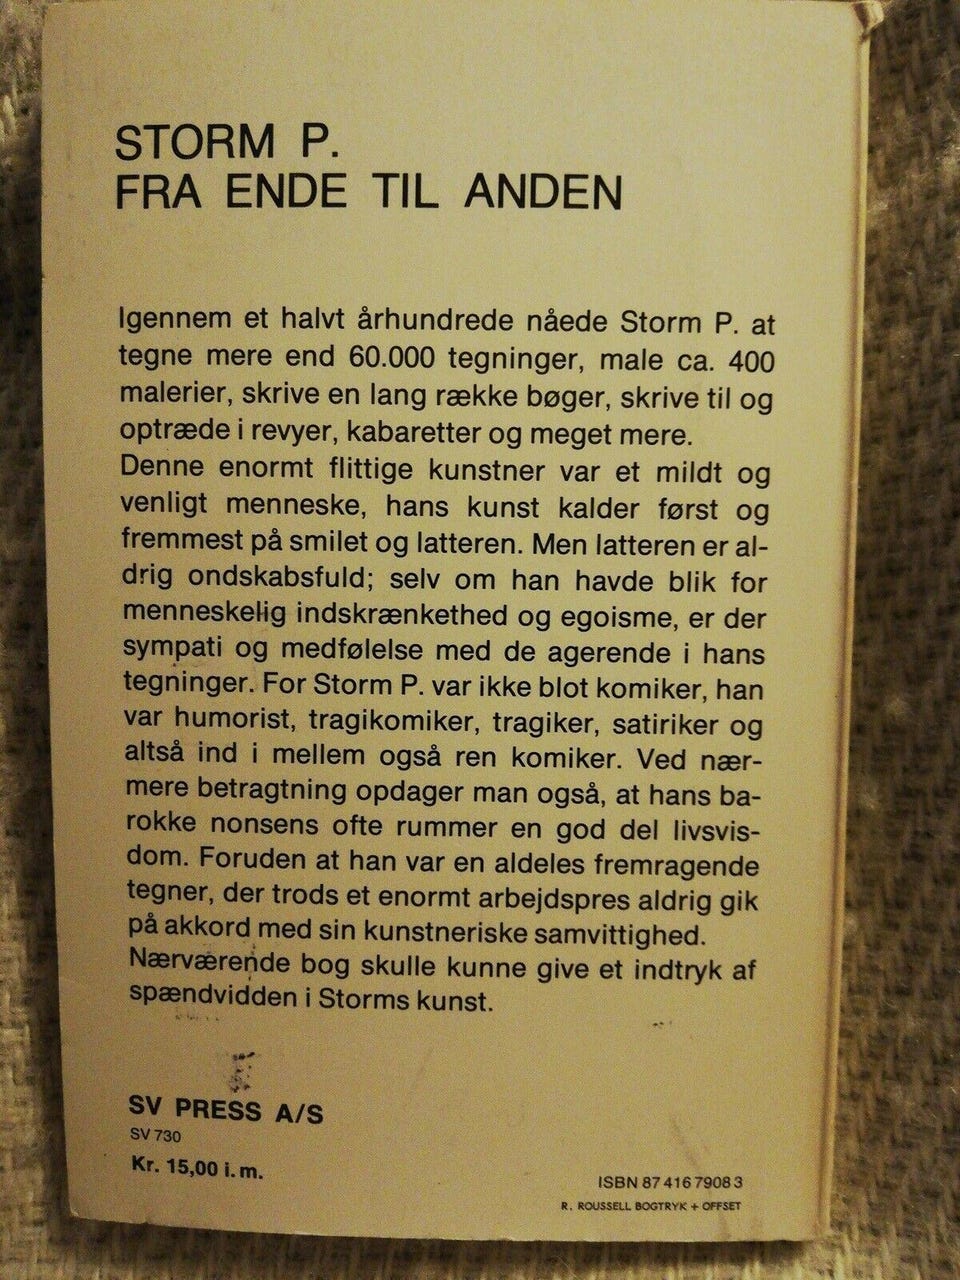 STORM P.
FRA ENDE TIL ANDEN
Igennem et halvt århundrede nåede Storm P. at
tegne mere end 60.000 tegninger, male ca. 400
malerier, skrive en lang række bøger, skrive til og
optræde i revyer, kabaretter og meget mere.
Denne enormt flittige kunstner var et mildt og
venligt menneske, hans kunst kalder først og
fremmest på smilet og latteren. Men latteren er al-
drig ondskabsfuld; selv om han havde blik for
menneskelig indskrænkethed og egoisme, er der
sympati og medfølelse med de agerende i hans
tegninger. For Storm P. var ikke blot komiker, han
var humorist, tragikomiker, tragiker, satiriker og
altså ind i mellem også ren komiker. Ved nær-
mere betragtning opdager man også, at hans ba-
rokke nonsens ofte rummer en god del livsvis-
dom. Foruden at han var en aldeles fremragende
tegner, der trods et enormt arbejdspres aldrig gik
på akkord med sin kunstneriske samvittighed.
Nærværende bog skulle kunne give et indtryk af
spændvidden i Storms kunst.
SV PRESS A/S
SV 730
Kr. 15,00 i.m.
ISBN 87 416 7908 3
R. ROUSSELL BOGTRYK + OFFSET